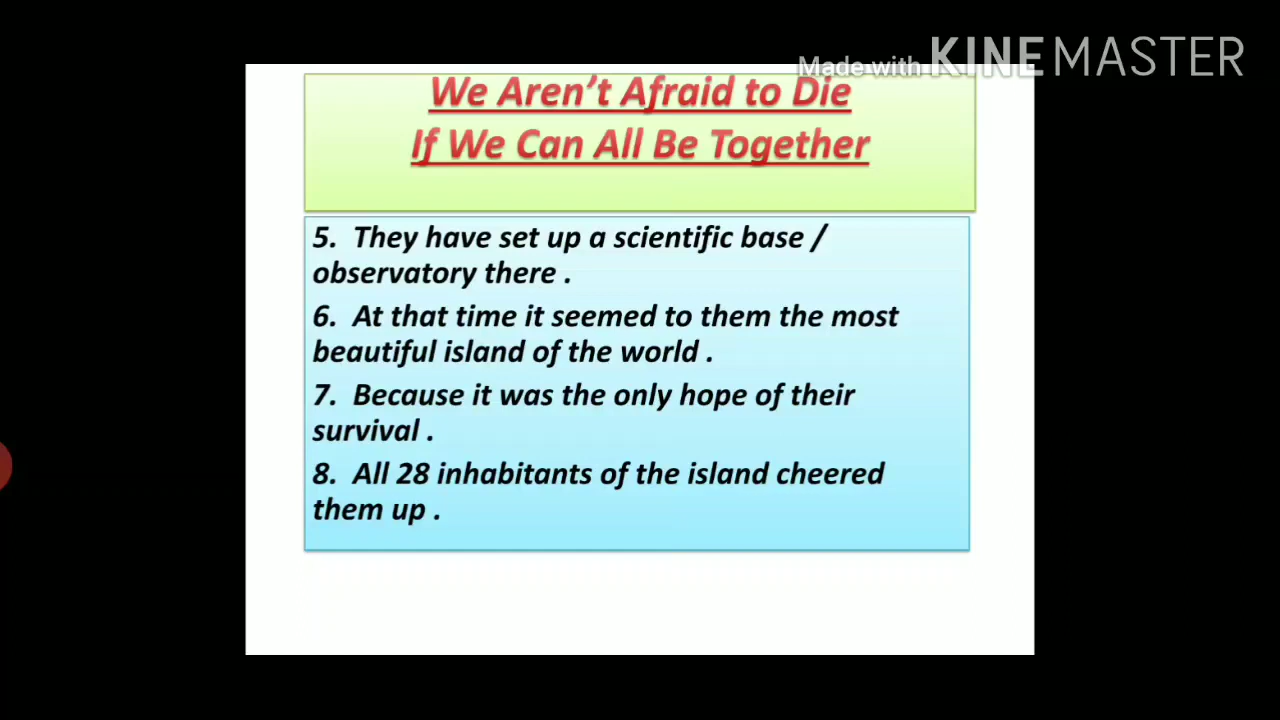 Made with KINEMASTER
We Aren't Afraid to Die
If We Can All Be Together
5. They have set up a scientific base /
observatory there .
6. At that time it seemed to them the most
beautiful island of the world .
7. Because it was the only hope of their
survival .
8. All 28 inhabitants of the island cheered
them up .